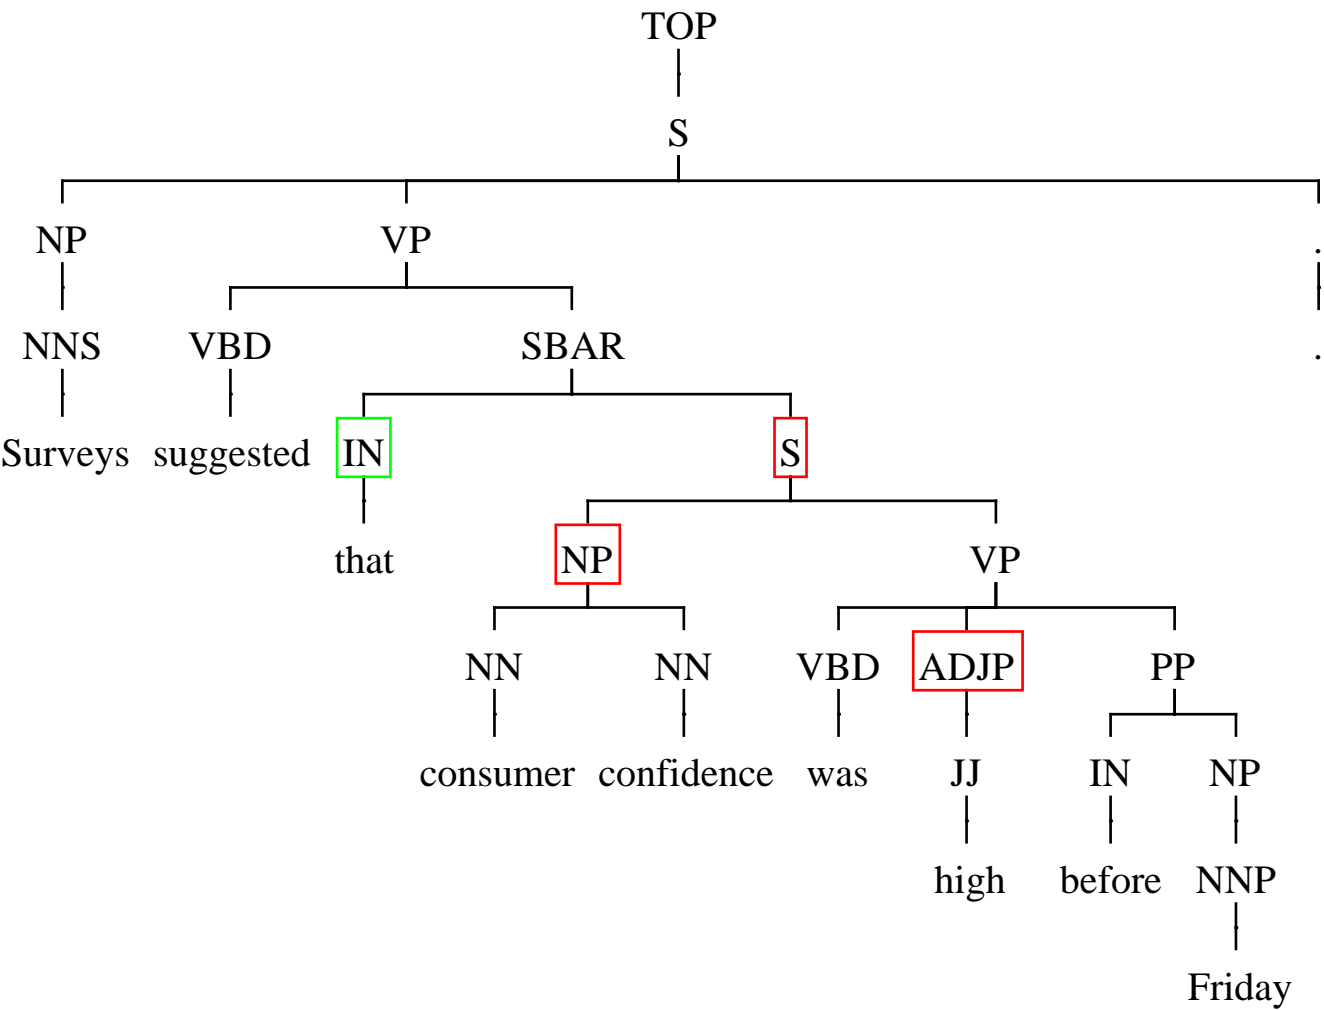 TOP
S
NP VP .
NNS VBD SBAR .
Surveys suggested IN S
that NP VP
NN NN VBD ADJP PP
consumer confidence was JJ IN NP
high before NNP
Friday